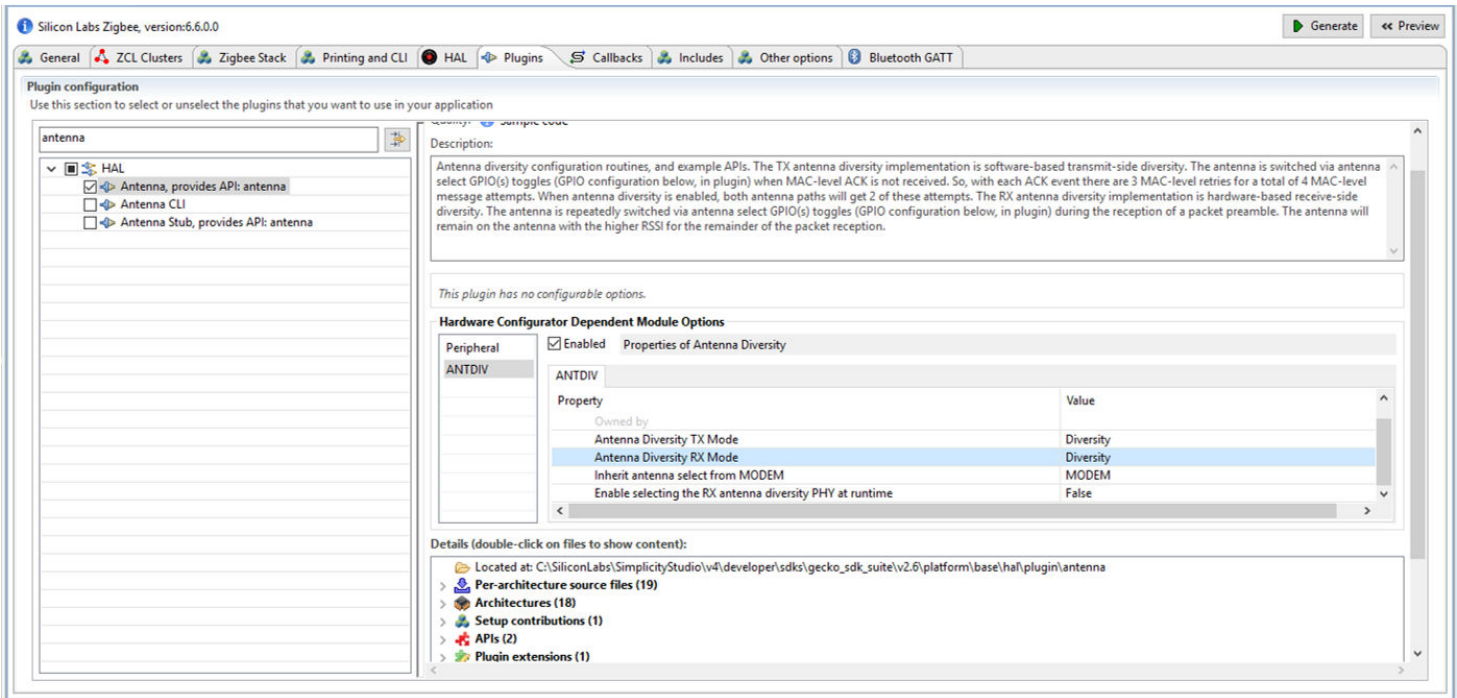 Silicon Labs Zigbee, version:6.6.0.0
Generate
Preview
General
ZCL Clusters
Zigbee Stack
Printing and CLI
HAL
Plugins
Callbacks
Includes
Other options
Bluetooth GATT
Plugin configuration
Use this section to select or unselect the plugins that you want to use in your application
antenna
HAL
Antenna, provides API: antenna
Antenna CLI
Antenna Stub, provides API: antenna
Quality: Sample code
Description:
Antenna diversity configuration routines, and example APIs. The TX antenna diversity implementation is software-based transmit-side diversity. The antenna is switched via antenna
select GPIO(s) toggles (GPIO configuration below, in plugin) when MAC-level ACK is not received. So, with each ACK event there are 3 MAC-level retries for a total of 4 MAC-level
message attempts. When antenna diversity is enabled, both antenna paths will get 2 of these attempts. The RX antenna diversity implementation is hardware-based receive-side
diversity. The antenna is repeatedly switched via antenna select GPIO(s) toggles (GPIO configuration below, in plugin) during the reception of a packet preamble. The antenna will
remain on the antenna with the higher RSSI for the remainder of the packet reception.
This plugin has no configurable options.
Hardware Configurator Dependent Module Options
Peripheral
ANTDIV
Enabled Properties of Antenna Diversity
ANTDIV
Property Value
Owned by
Antenna Diversity TX Mode Diversity
Antenna Diversity RX Mode Diversity
Inherit antenna select from MODEM MODEM
Enable selecting the RX antenna diversity PHY at runtime False
Details (double-click on files to show content):
Located at: C:\SiliconLabs\SimplicityStudio\v4\developer\sdks\gecko_sdk_suite\v2.6\platform\base\hal\plugin\antenna
Per-architecture source files (19)
Architectures (18)
Setup contributions (1)
APIs (2)
Plugin extensions (1)